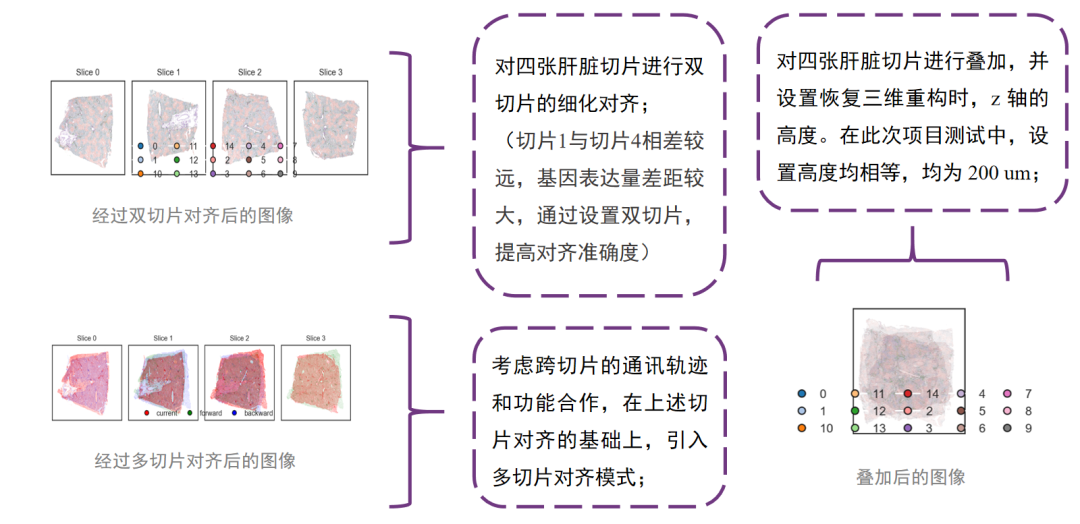 Slice 0 Slice 1 Slice 2 Slice 3
0 11 14 4 7
1 12 2 5 8
10 13 3 6 9
经过双切片对齐后的图像
对四张肝脏切片进行双
切片的细化对齐；
（切片1与切片4相差较
远，基因表达量差距较
大，通过设置双切片，
提高对齐准确度）
对四张肝脏切片进行叠加，并
设置恢复三维重构时，z 轴的
高度。在此次项目测试中，设
置高度均相等，均为 200 um；
Slice 0 Slice 1 Slice 2 Slice 3
current forward backward
经过多切片对齐后的图像
考虑跨切片的通讯轨迹
和功能合作，在上述切
片对齐的基础上，引入
多切片对齐模式；
0 11 14 4 7
1 12 2 5 8
10 13 3 6 9
叠加后的图像